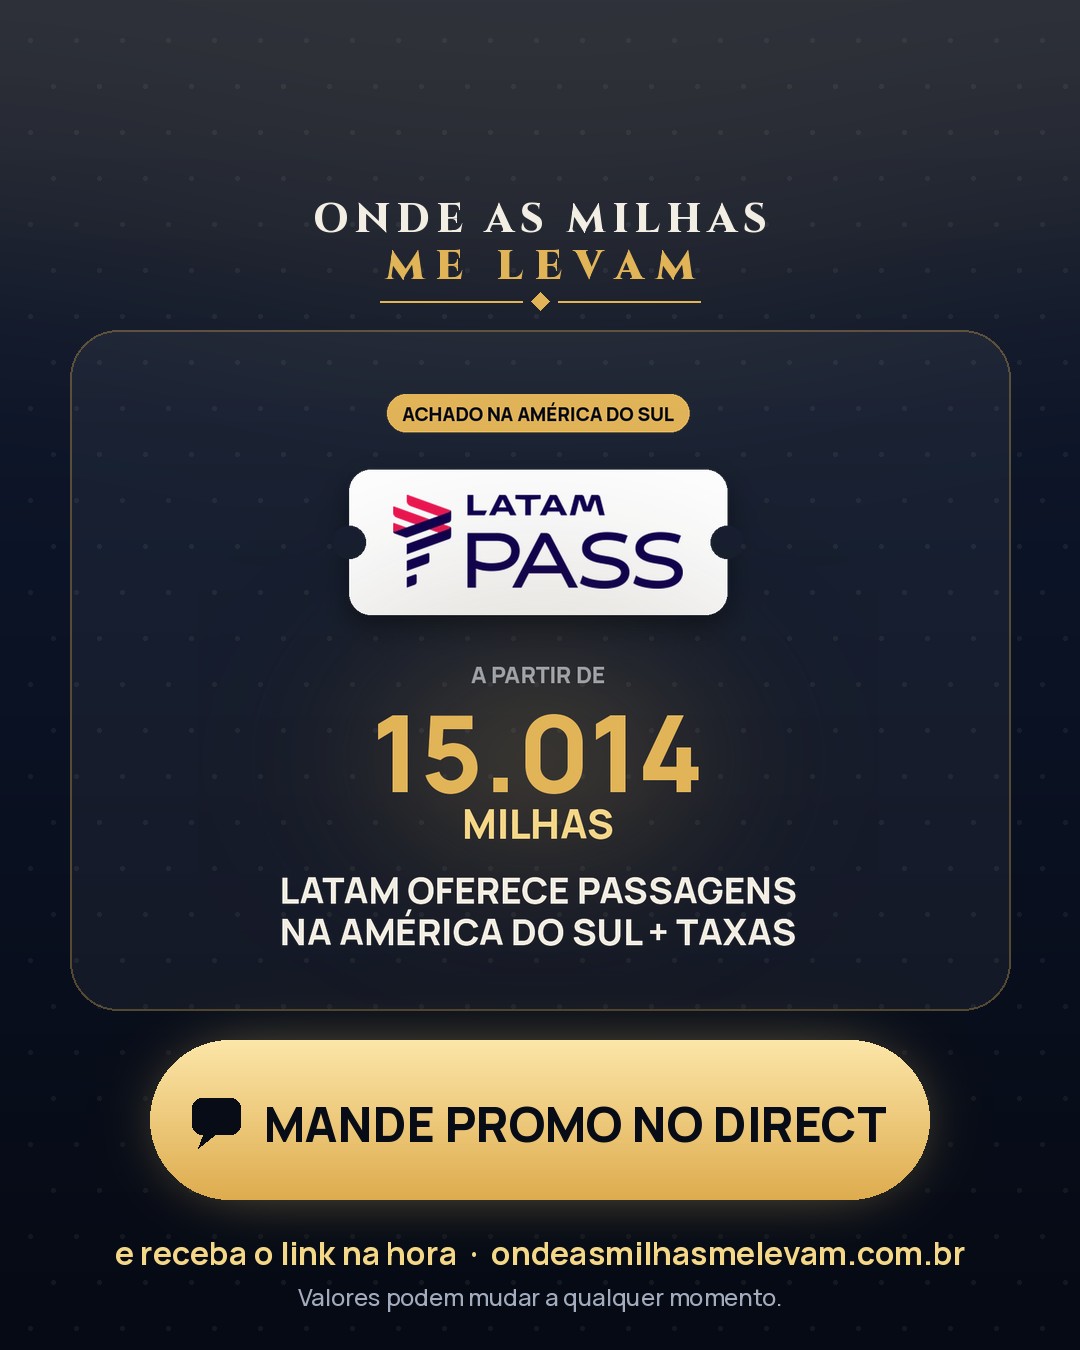 ONDE AS MILHAS
ME LEVAM
ACHADO NA AMÉRICA DO SUL
LATAM
PASS
A PARTIR DE
15.014
MILHAS
LATAM OFERECE PASSAGENS
NA AMÉRICA DO SUL + TAXAS
MANDE PROMO NO DIRECT
e receba o link na hora · ondeasmilhasmelevam.com.br
Valores podem mudar a qualquer momento.